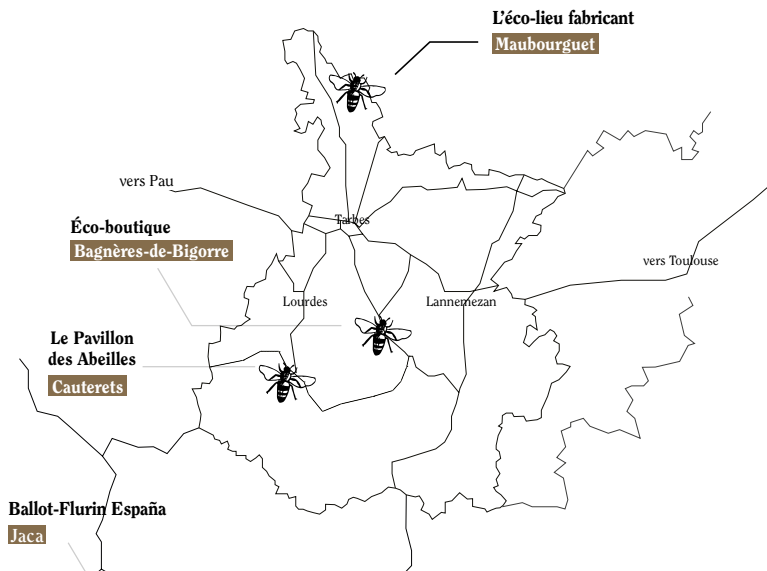 L'éco-lieu fabricant
Maubourguet
vers Pau
Éco-boutique
Bagnères-de-Bigorre
Tarbes
vers Toulouse
Lourdes
Lannemezan
Le Pavillon
des Abeilles
Cauterets
Ballot-Flurin España
Jaca